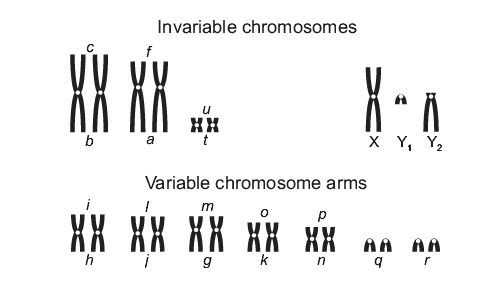 Invariable chromosomes
c f
u
b a t X Y1 Y2
Variable chromosome arms
i l m o p
h j g k n q r